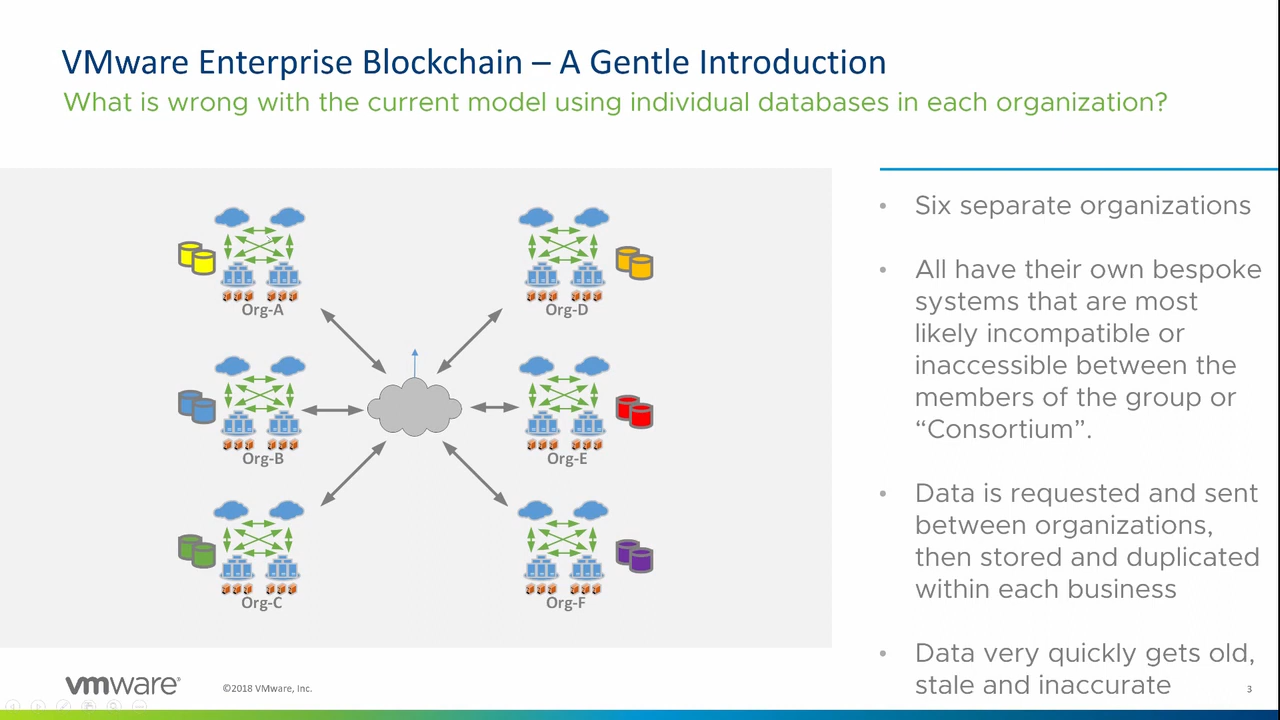 VMware Enterprise Blockchain – A Gentle Introduction
What is wrong with the current model using individual databases in each organization?
Org-A
Org-D
Org-B
Org-E
Org-C
Org-F
• Six separate organizations
• All have their own bespoke
systems that are most
likely incompatible or
inaccessible between the
members of the group or
“Consortium”.
• Data is requested and sent
between organizations,
then stored and duplicated
within each business
• Data very quickly gets old,
stale and inaccurate
vmware®
©2018 VMware, Inc.
3